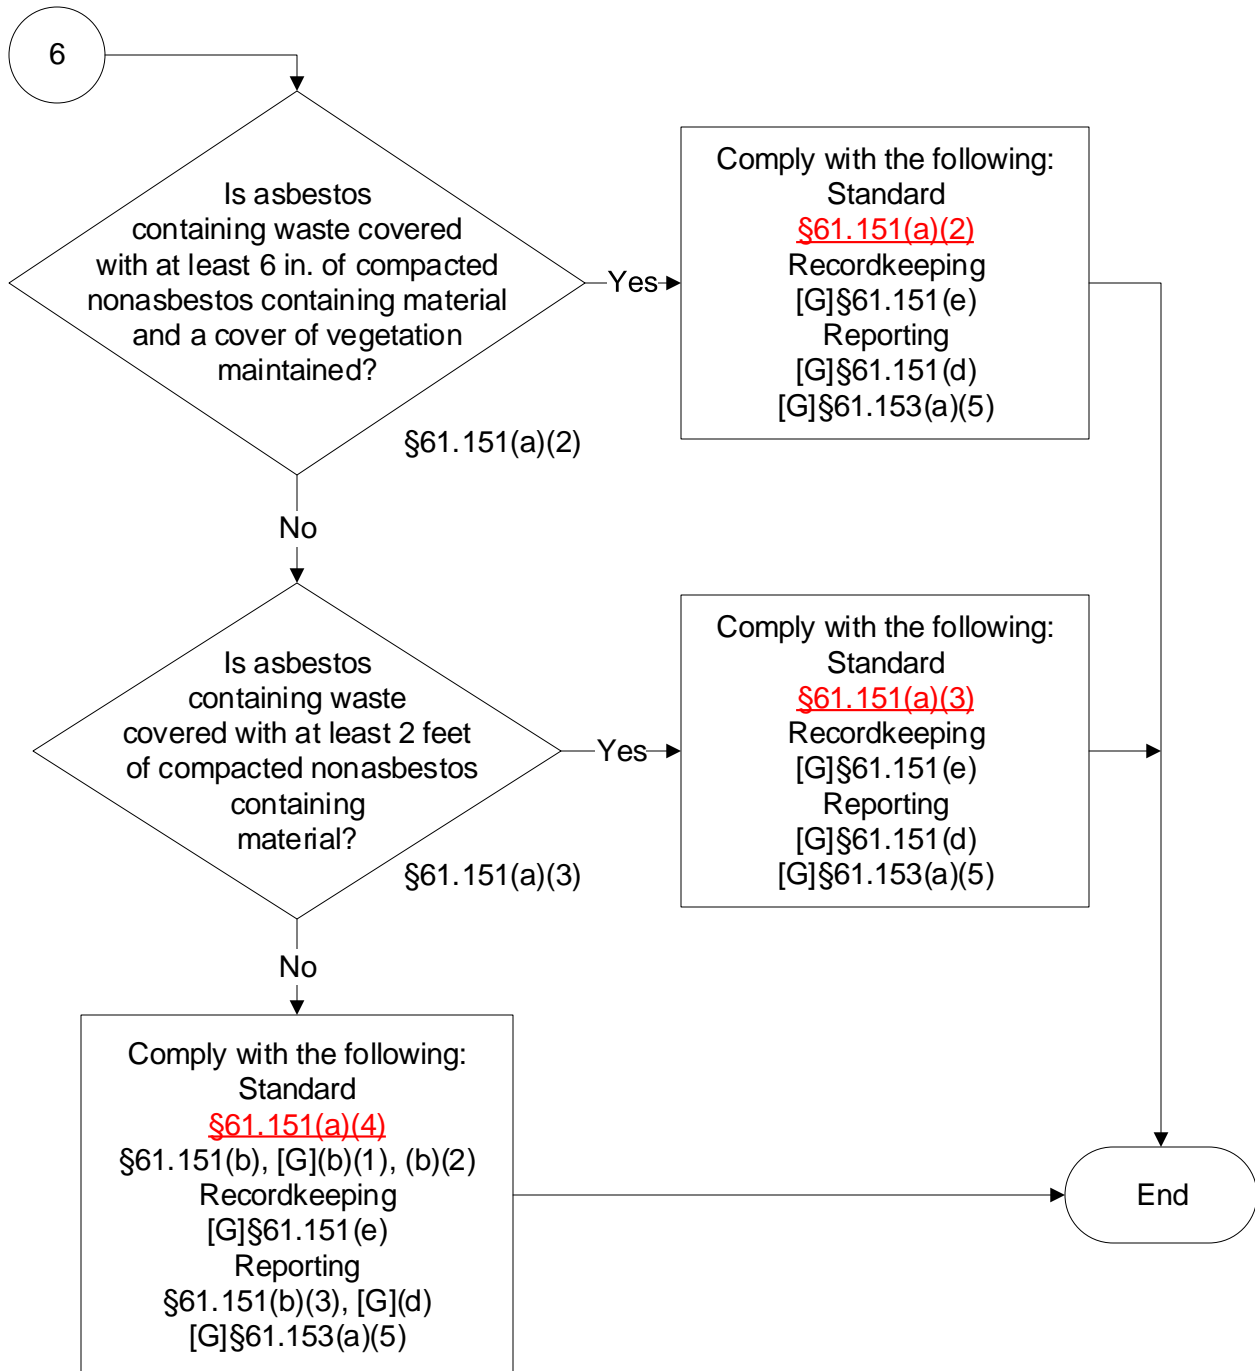 6
Is asbestos
containing waste covered
with at least 6 in. of compacted
nonasbestos containing material
and a cover of vegetation
maintained?
§61.151(a)(2)
Yes
Comply with the following:
Standard
§61.151(a)(2)
Recordkeeping
[G]§61.151(e)
Reporting
[G]§61.151(d)
[G]§61.153(a)(5)
No
Is asbestos
containing waste
covered with at least 2 feet
of compacted nonasbestos
containing
material?
§61.151(a)(3)
Yes
Comply with the following:
Standard
§61.151(a)(3)
Recordkeeping
[G]§61.151(e)
Reporting
[G]§61.151(d)
[G]§61.153(a)(5)
No
Comply with the following:
Standard
§61.151(a)(4)
§61.151(b), [G](b)(1), (b)(2)
Recordkeeping
[G]§61.151(e)
Reporting
§61.151(b)(3), [G](d)
[G]§61.153(a)(5)
End